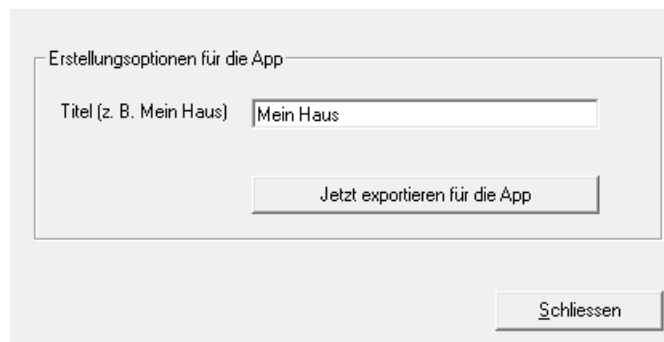 Erstellungsoptionen für die App
Titel (z. B. Mein Haus) Mein Haus
Jetzt exportieren für die App
Schliessen